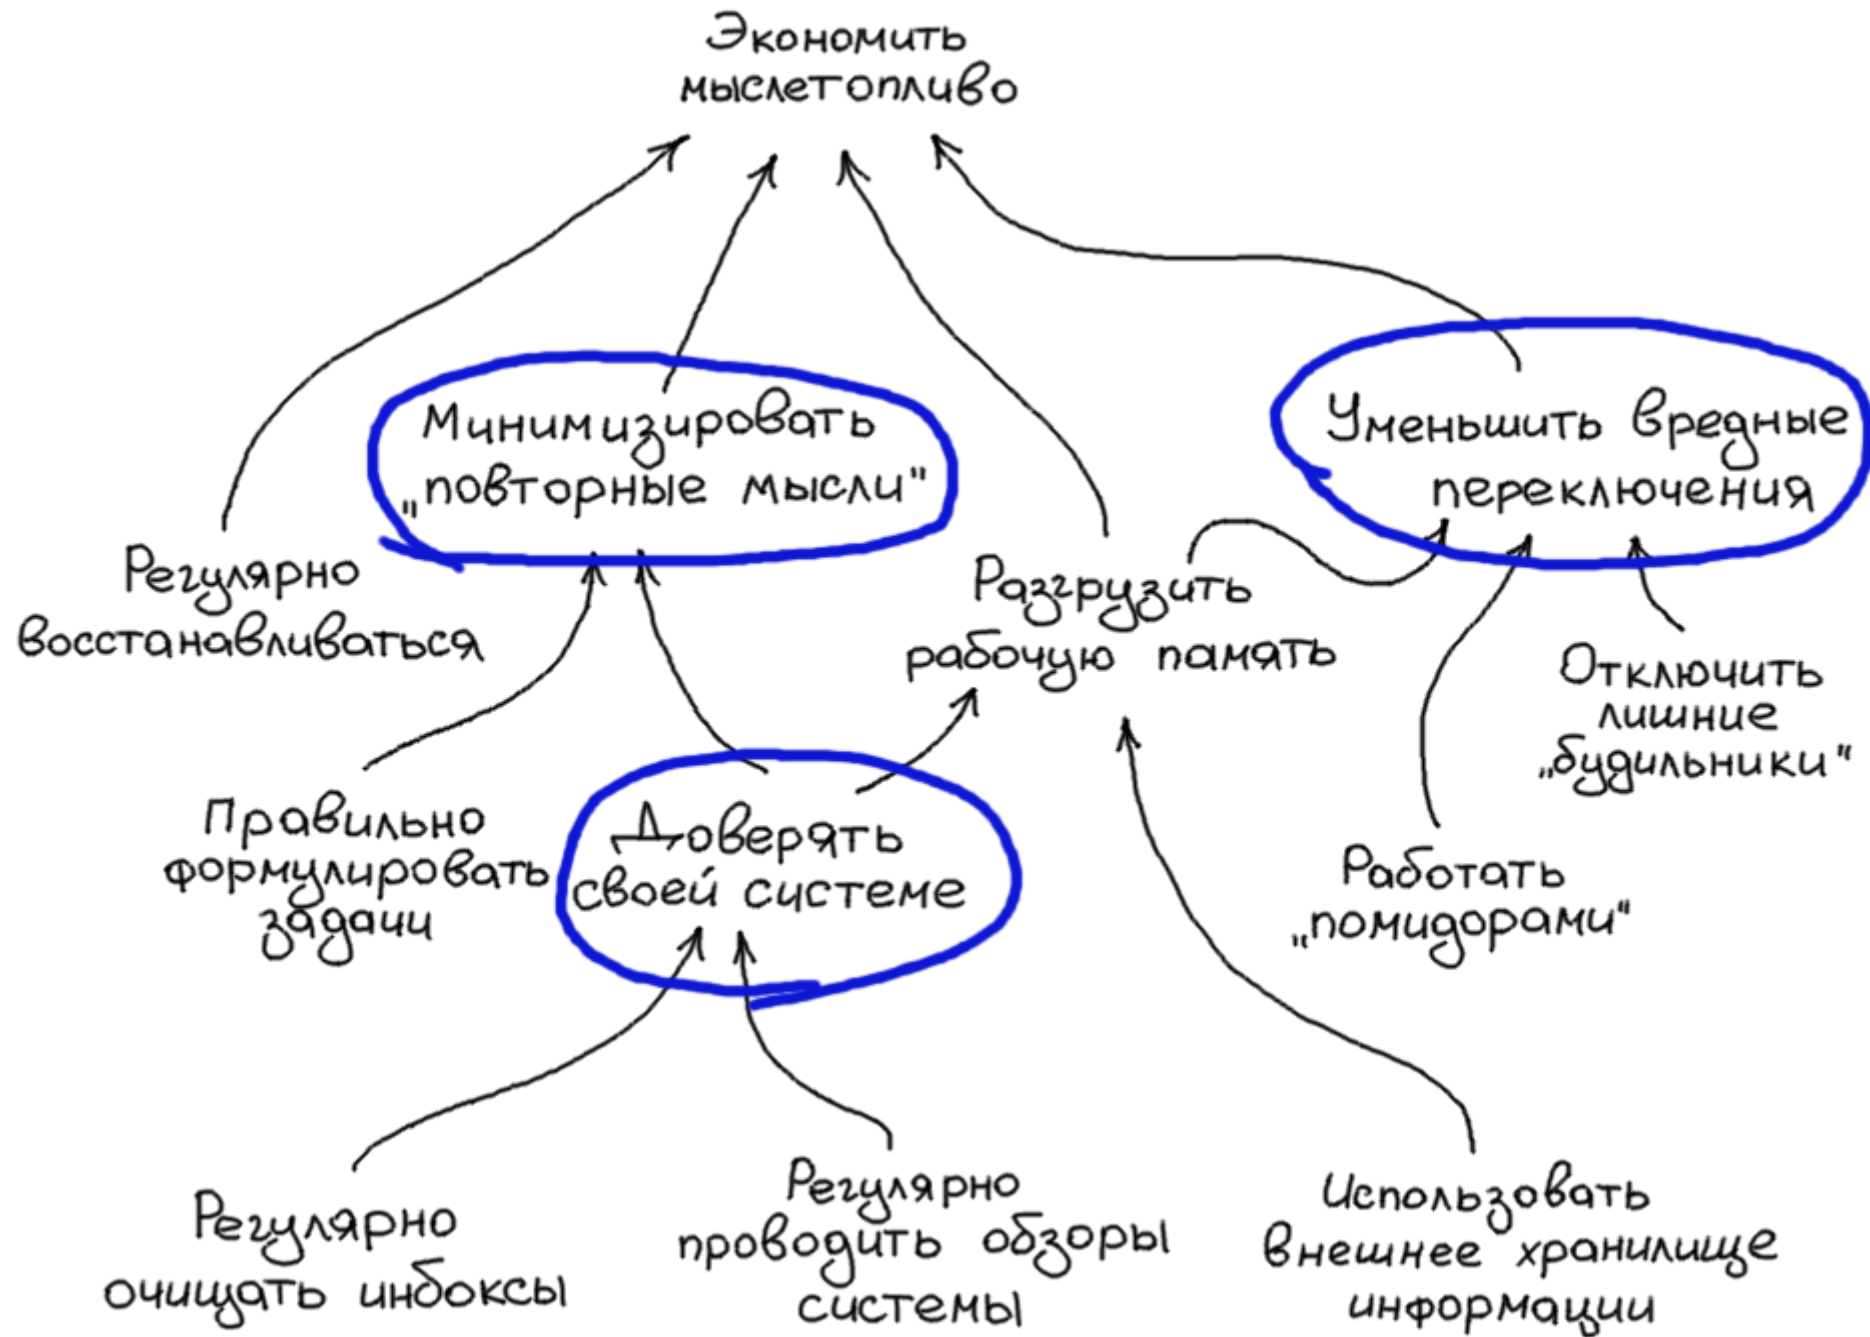 Экономить
мыслетопливо
Минимизировать
„повторные мысли"
Уменьшить вредные
переключения
Регулярно
восстанавливаться
Разгрузить
рабочую память
Отключить
лишние
„будильники"
Правильно
формулировать
задачи
Доверять
своей системе
Работать
„помидорами"
Регулярно
очищать инбоксы
Регулярно
проводить обзоры
системы
Использовать
внешнее хранилище
информации